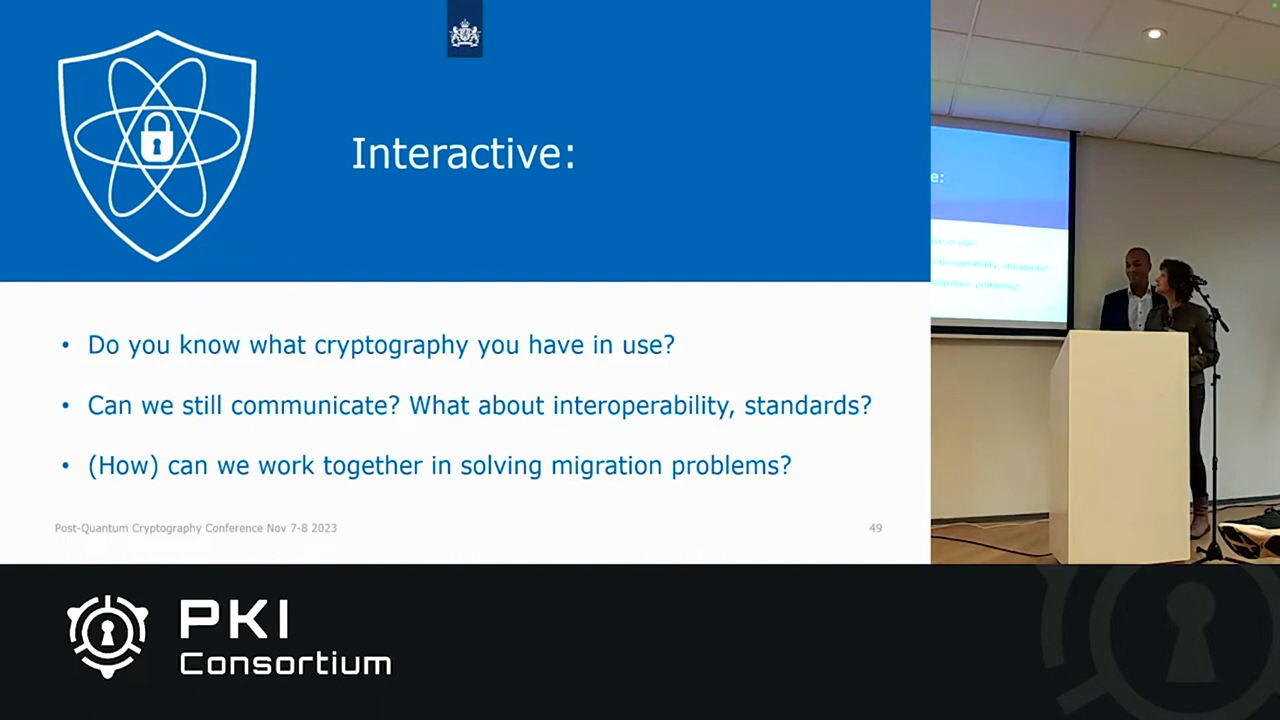 Interactive:
• Do you know what cryptography you have in use?
• Can we still communicate? What about interoperability, standards?
• (How) can we work together in solving migration problems?
Post-Quantum Cryptography Conference Nov 7-8 2023
49
e:
PKI
Consortium